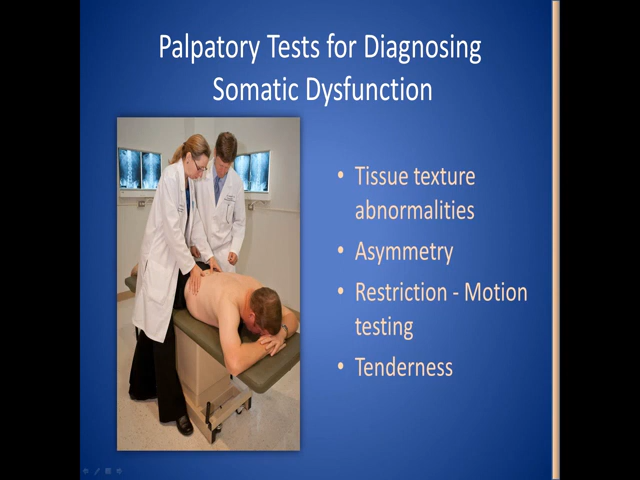 Palpatory Tests for Diagnosing
Somatic Dysfunction
• Tissue texture
abnormalities
• Asymmetry
• Restriction - Motion
testing
• Tenderness